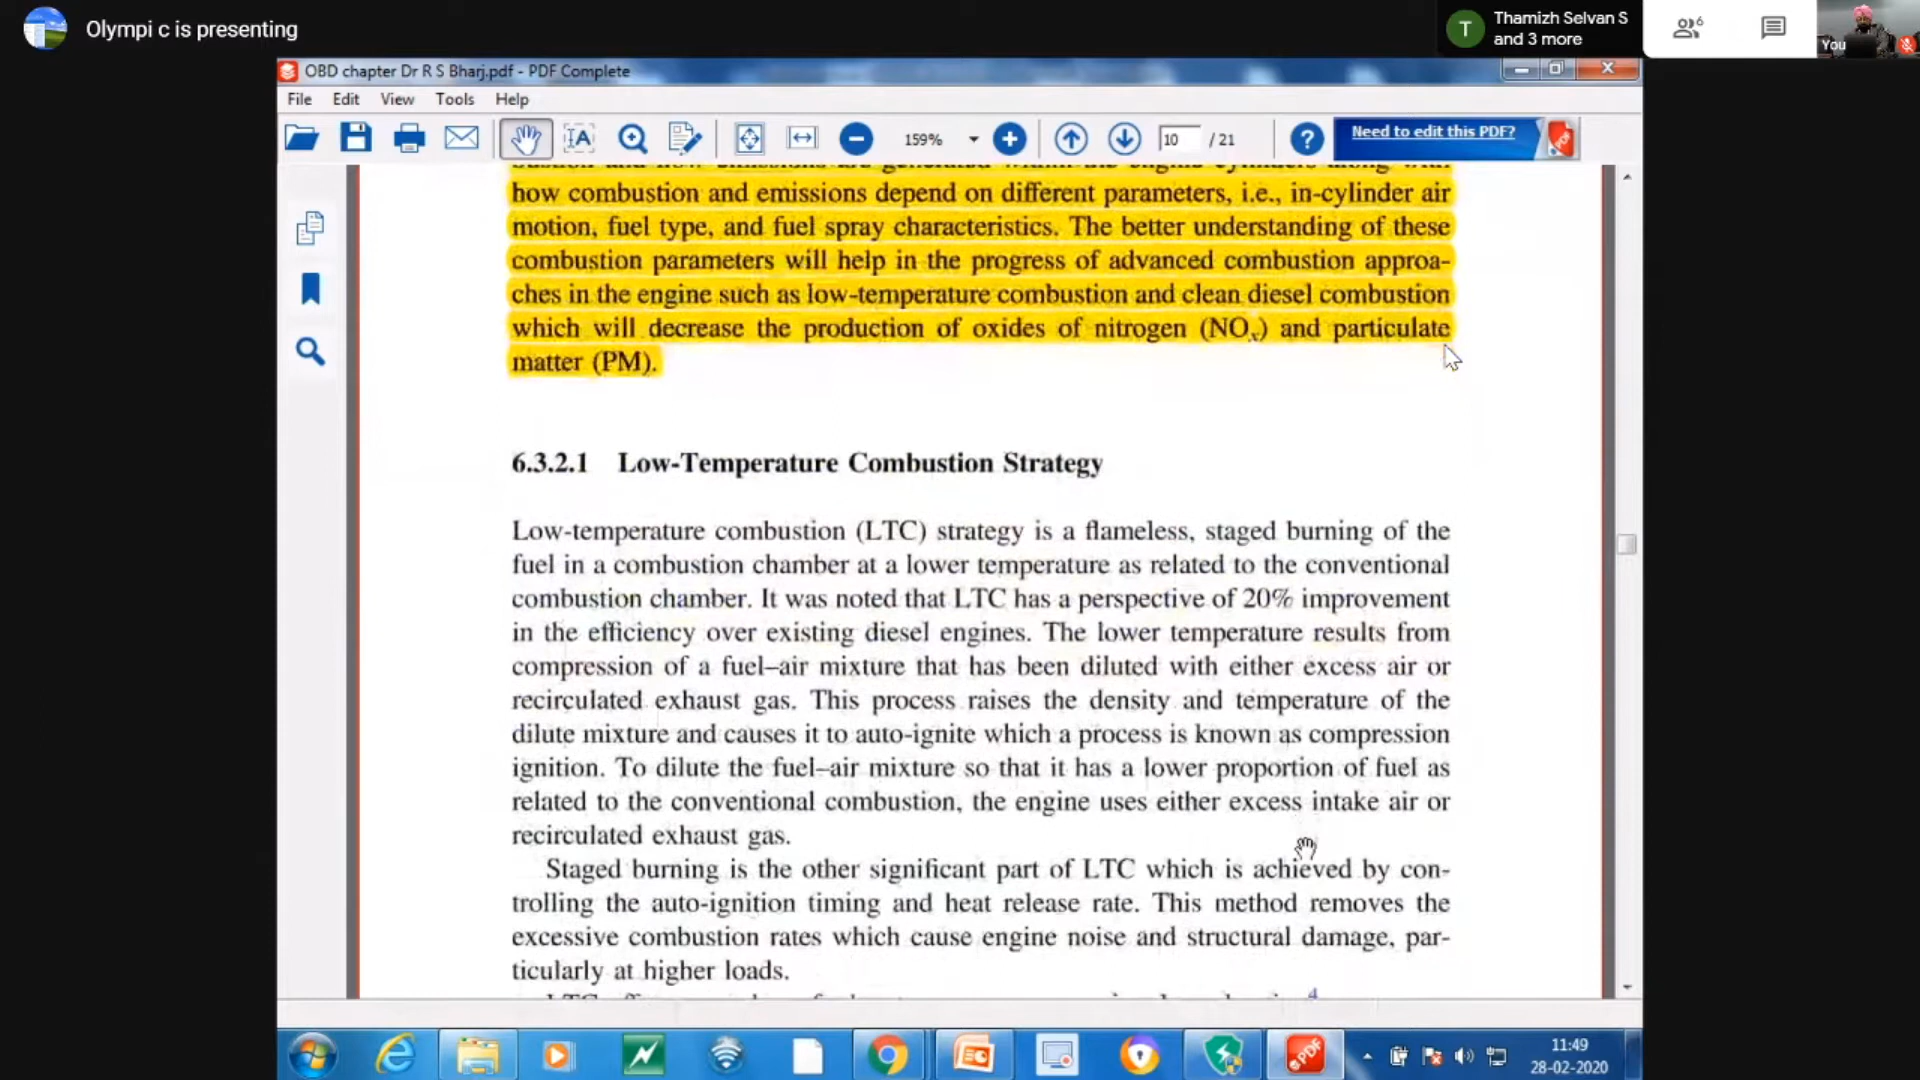 Olympi c is presenting
T
Thamizh Selvan S
and 3 more
6
You
OBD chapter Dr R S Bharj.pdf - PDF Complete
File Edit View Tools Help
159% 10 / 21
Need to edit this PDF?
PDF
how combustion and emissions depend on different parameters, i.e., in-cylinder air
motion, fuel type, and fuel spray characteristics. The better understanding of these
combustion parameters will help in the progress of advanced combustion approa-
ches in the engine such as low-temperature combustion and clean diesel combustion
which will decrease the production of oxides of nitrogen (NOx) and particulate
matter (PM).
6.3.2.1 Low-Temperature Combustion Strategy
Low-temperature combustion (LTC) strategy is a flameless, staged burning of the
fuel in a combustion chamber at a lower temperature as related to the conventional
combustion chamber. It was noted that LTC has a perspective of 20% improvement
in the efficiency over existing diesel engines. The lower temperature results from
compression of a fuel–air mixture that has been diluted with either excess air or
recirculated exhaust gas. This process raises the density and temperature of the
dilute mixture and causes it to auto-ignite which a process is known as compression
ignition. To dilute the fuel–air mixture so that it has a lower proportion of fuel as
related to the conventional combustion, the engine uses either excess intake air or
recirculated exhaust gas.
Staged burning is the other significant part of LTC which is achieved by con-
trolling the auto-ignition timing and heat release rate. This method removes the
excessive combustion rates which cause engine noise and structural damage, par-
ticularly at higher loads.
4
PDF
11:49
28-02-2020